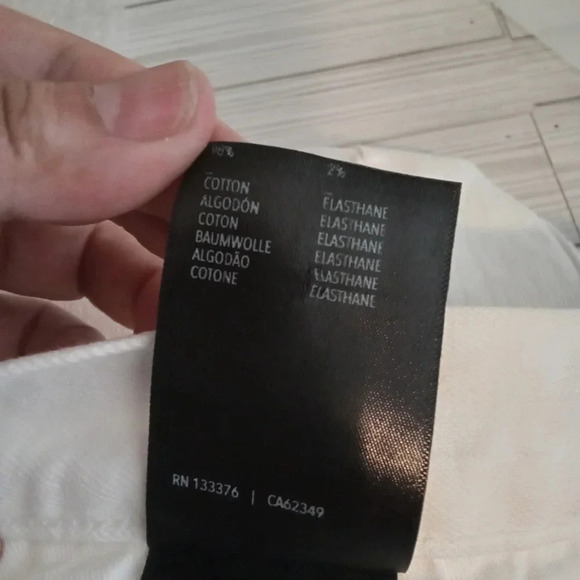 98% 2%
COTTON ELASTHANE
ALGODÓN ELASTHANE
COTON ELASTHANE
BAUMWOLLE ELASTHANE
ALGODÃO ELASTHANE
COTONE ELASTHANE
RN 133376 | CA62349